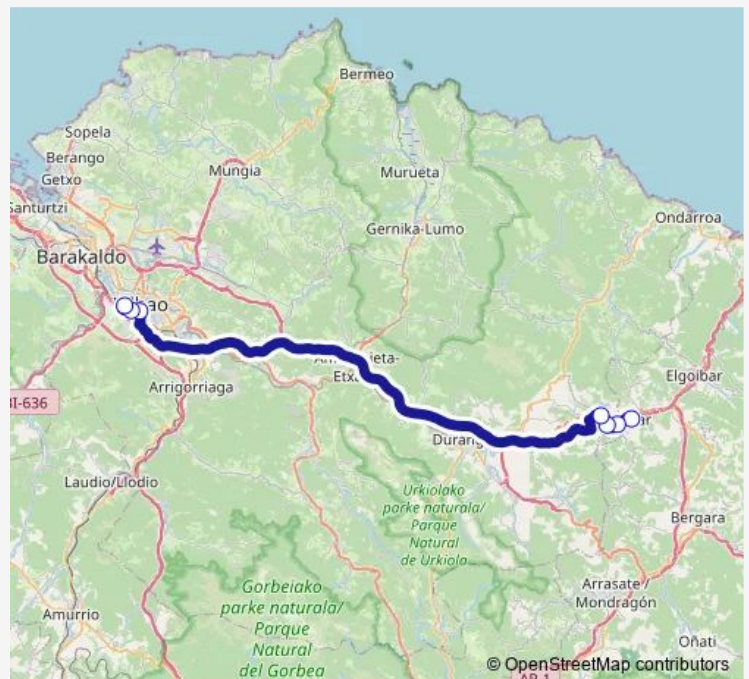 Bermeo
Sopela
Berango
Getxo
Mungia
Murueta
Santurtzi
Gernika-Lumo
Ondarroa
Barakaldo
Elgoibar
Arrigorriaga
BI-636
Laudio/Llodio
Urkiolako
parke naturala/
Parque
Natural
de Urkiola
Bergara
Gorbeiako
parke naturala/
Parque
Natural
del Gorbea
Arrasate /
Mondragón
Amurrio
Oñati
AP-1
© OpenStreetMap contributors